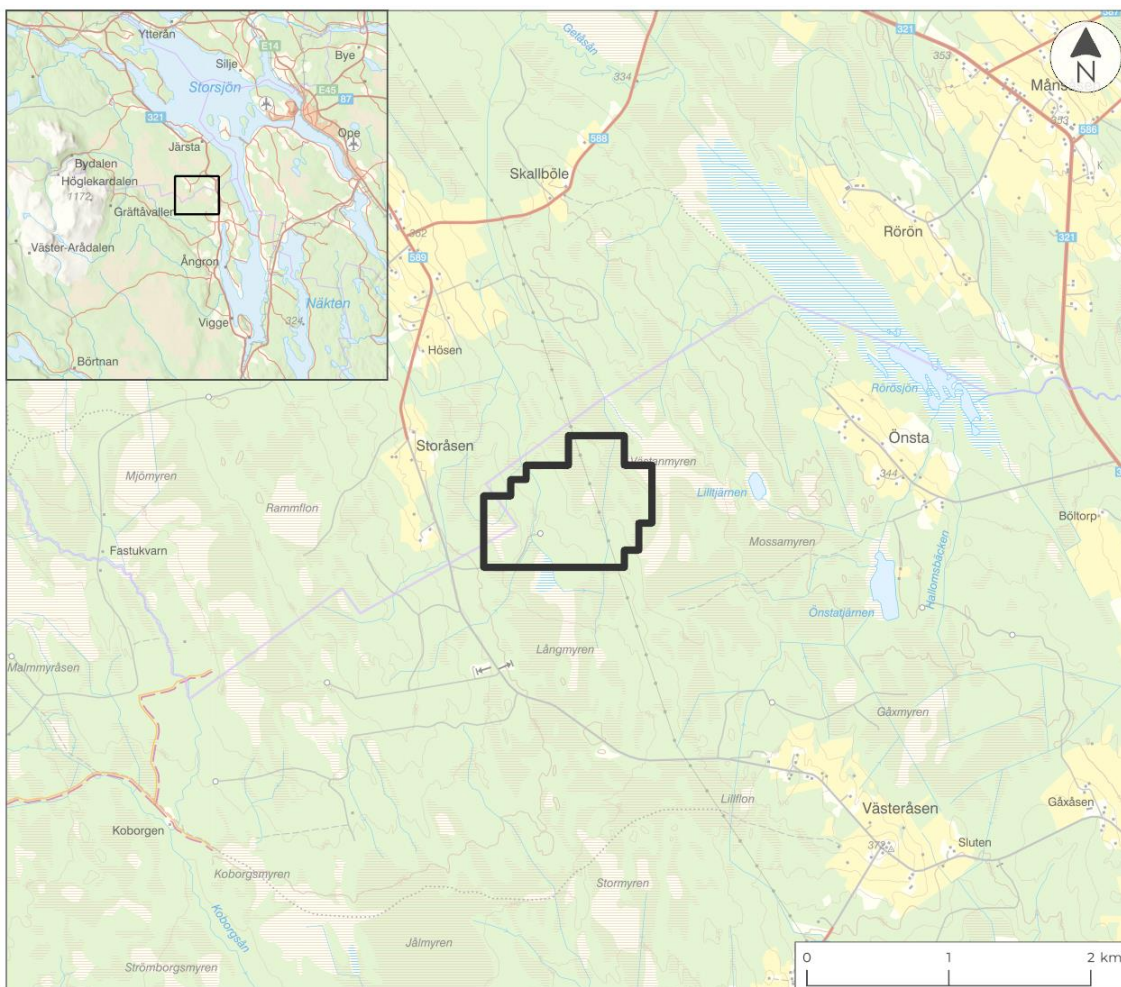 Ytterån
Silje
E14
Bye
Storsjön
E45
87
321
Ope
Järsta
Bydalen
Höglekardalen
1172
Gräftåvallen
Väster-Arådalen
Ångron
Näkten
Vigge
324
Börtnan
Getåsån
334
588
Skallböle
352
589
Hösen
321
353
587
N
353
586
K
Rörön
321
Rörösjön
Önsta
344
Storåsen
Västanmyren
Lilltjärnen
Mjömyren
Rammflon
Böltorp
Mossamyren
Fastukvarn
Hallomsbäcken
Önstatjärnen
Långmyren
Malmmyråsen
Gåxmyren
Lillflon
Västeråsen
Gåxåsen
Koborgen
Sluten
Koborgsmyren
Stormyren
Koborgsån
Jålmyren
Strömborgsmyren
0 1 2 km